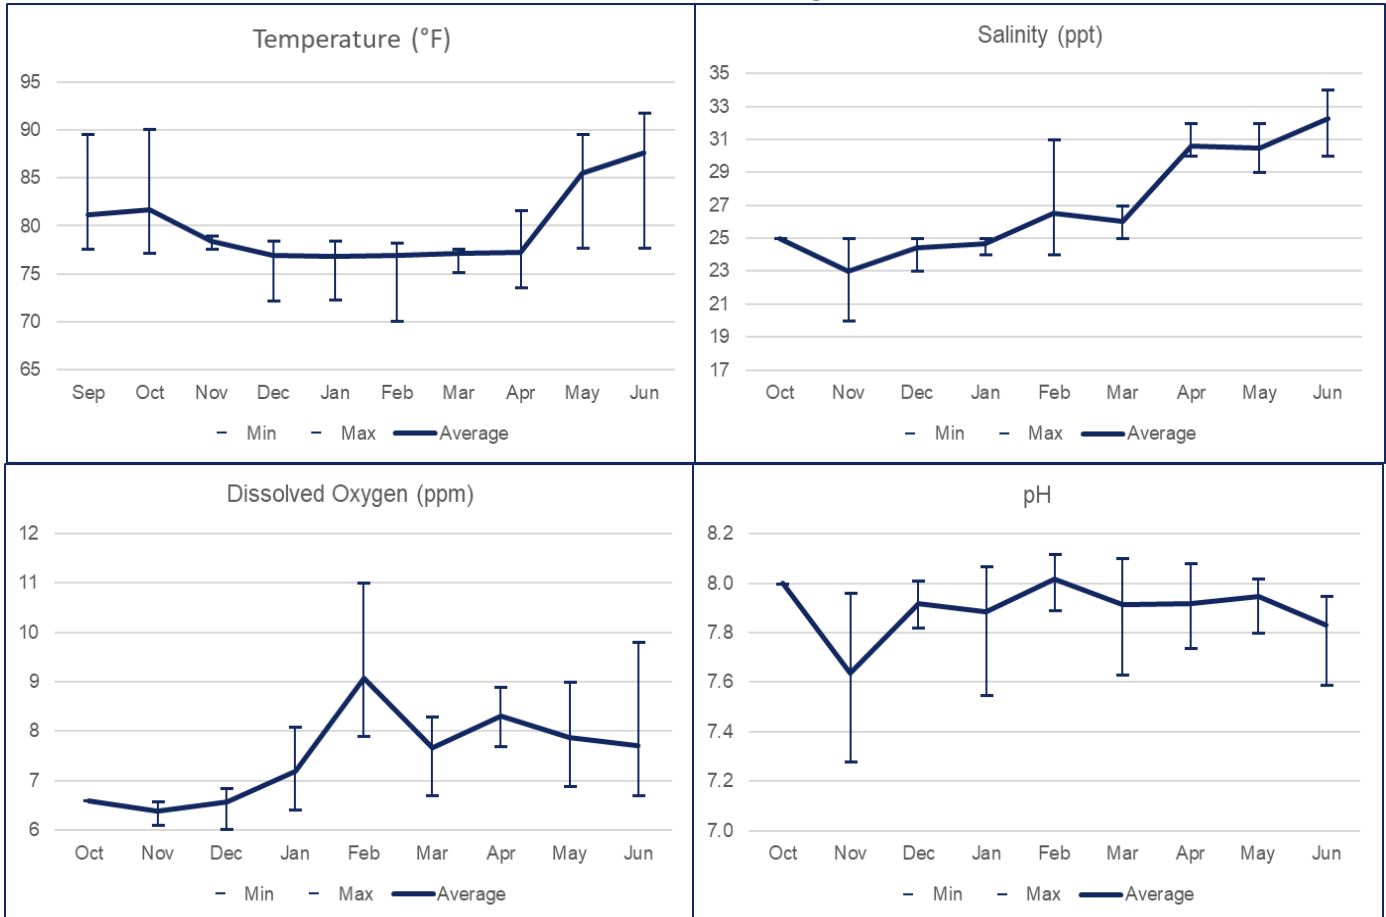 Temperature (°F)
95
90
85
80
75
70
65
Sep Oct Nov Dec Jan Feb Mar Apr May Jun
Min Max Average
Salinity (ppt)
35
33
31
29
27
25
23
21
19
17
Oct Nov Dec Jan Feb Mar Apr May Jun
Min Max Average
Dissolved Oxygen (ppm)
12
11
10
9
8
7
6
Oct Nov Dec Jan Feb Mar Apr May Jun
Min Max Average
pH
8.2
8.0
7.8
7.6
7.4
7.2
7.0
Oct Nov Dec Jan Feb Mar Apr May Jun
Min Max Average